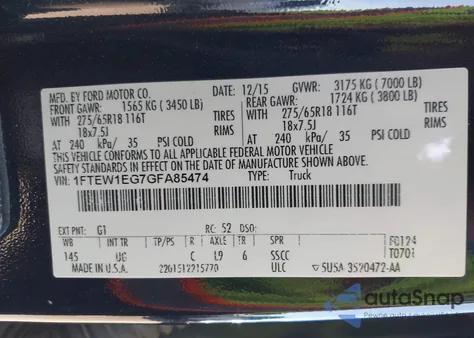 MFD. BY FORD MOTOR CO. 12/15 GVWR: 3175 KG (7000 LB)
FRONT GAWR: 1565 KG (3450 LB) REAR GAWR: 1724 KG (3800 LB)
WITH TIRES WITH TIRES
275/65R18 116T 275/65R18 116T
18x7.5J RIMS 18x7.5J RIMS
AT 240 kPa/ 35 PSI COLD AT 240 kPa/ 35 PSI COLD
THIS VEHICLE CONFORMS TO ALL APPLICABLE FEDERAL MOTOR VEHICLE
SAFETY STANDARDS IN EFFECT ON THE DATE OF MANUFACTURE SHOWN ABOVE.
VIN: 1FTEW1EG7GFA85474 TYPE: Truck
EXT PNT: G1 RC: 52 DSO: F0124
WB INT TR TP/PS R AXLE TR SPR T0701
145 UG C L9 6 SSCC
MADE IN U.S.A. ULC 5U5A-3520472-AA
autoSnap